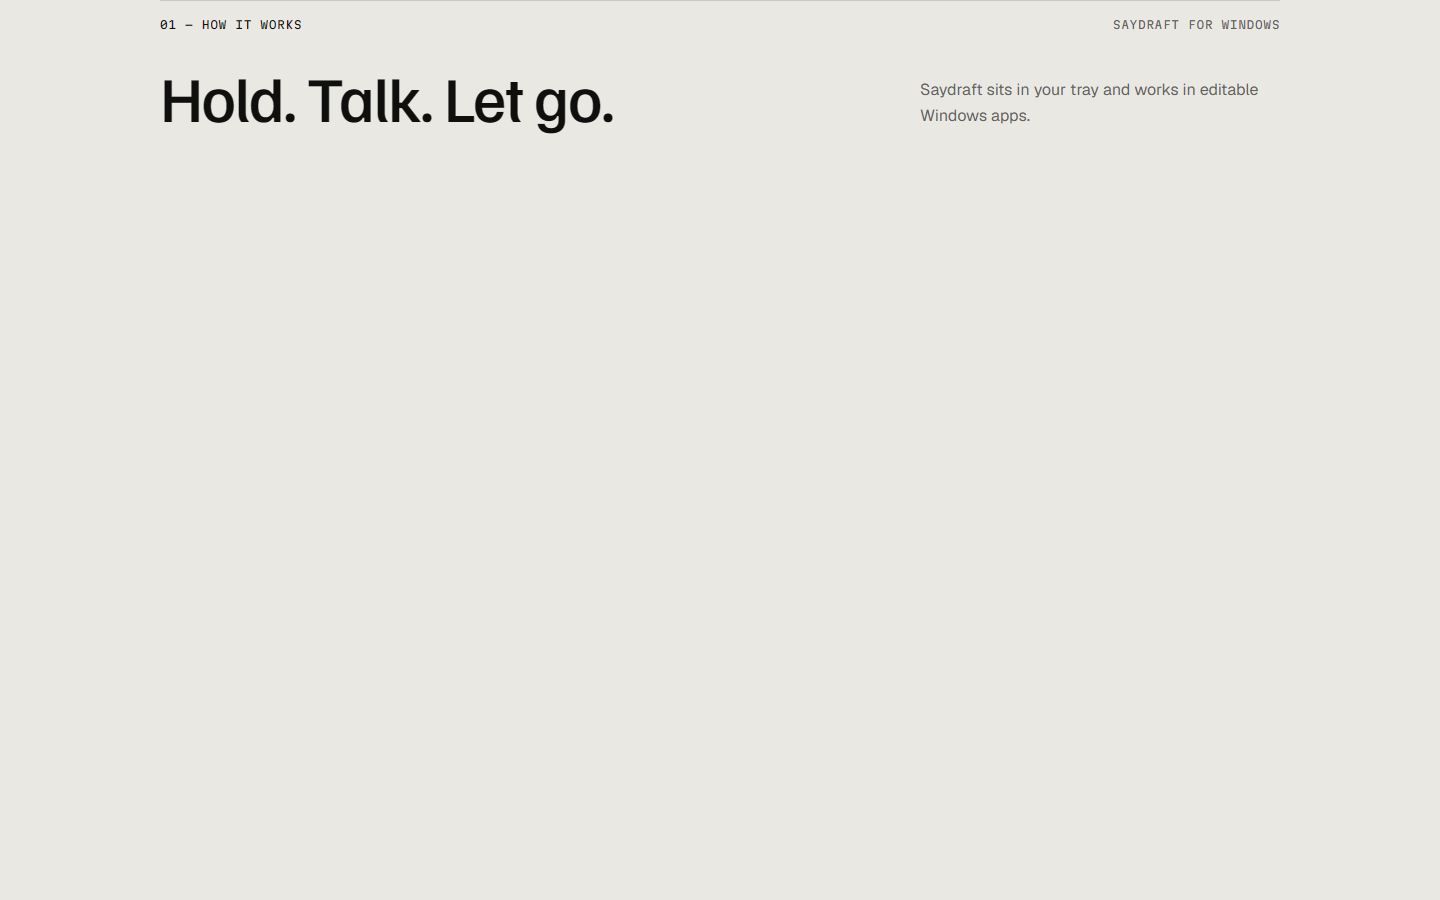 01 — HOW IT WORKS
SAYDRAFT FOR WINDOWS
Hold. Talk. Let go.
Saydraft sits in your tray and works in editable
Windows apps.